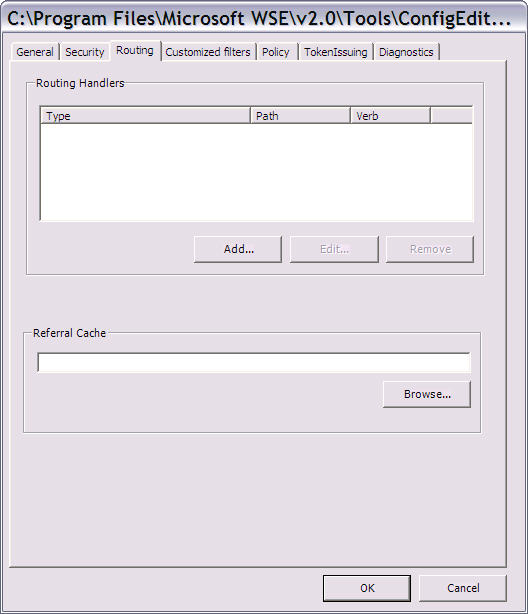 C:\Program Files\Microsoft WSE\v2.0\Tools\ConfigEdit...
General Security Routing Customized filters Policy TokenIssuing Diagnostics
Routing Handlers
Type Path Verb
Add... Edit... Remove
Referral Cache
Browse...
OK Cancel